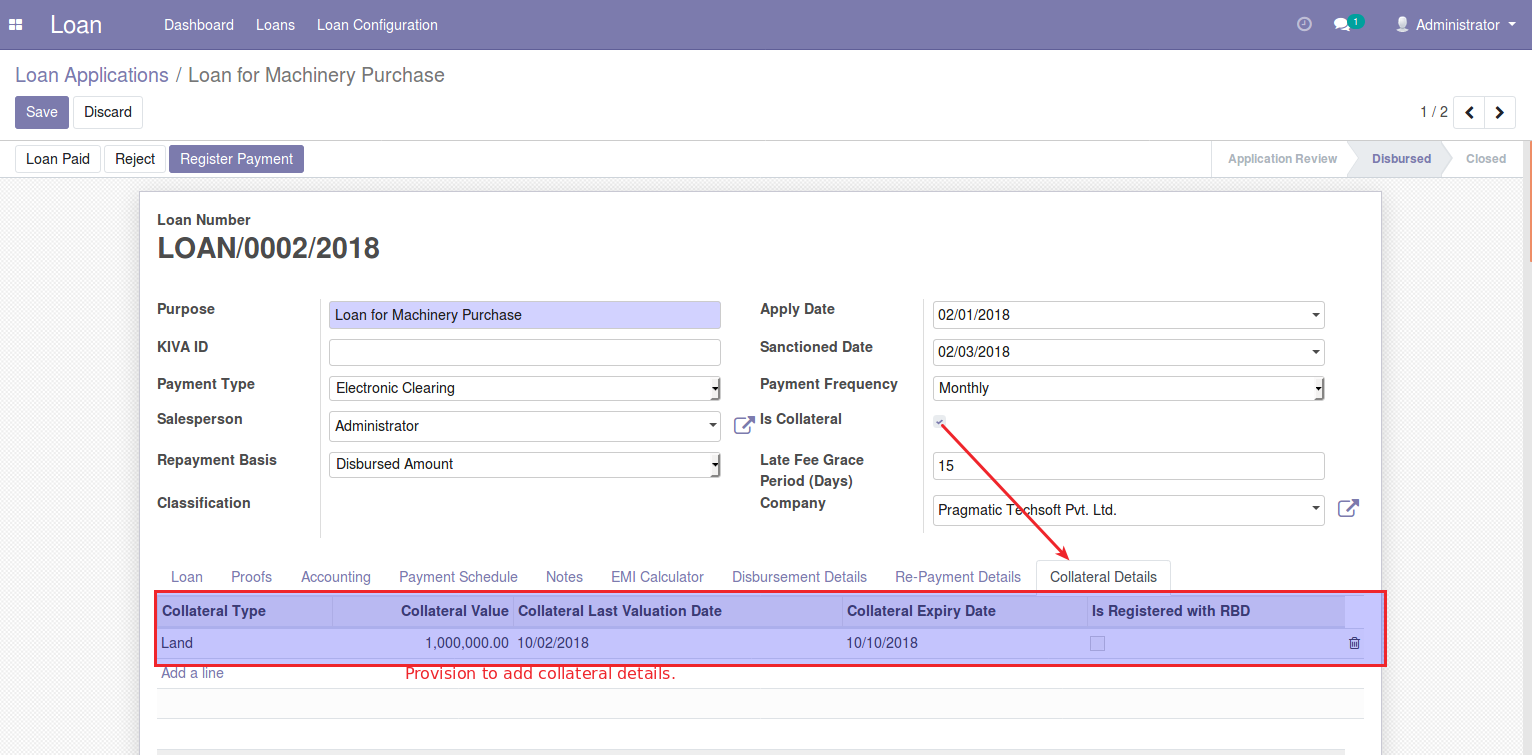 Loan Dashboard Loans Loan Configuration 1 Administrator
Loan Applications / Loan for Machinery Purchase
Save Discard 1 / 2
Loan Paid Reject Register Payment Application Review Disbursed Closed
Loan Number
LOAN/0002/2018
Purpose Loan for Machinery Purchase Apply Date 02/01/2018
KIVA ID Sanctioned Date 02/03/2018
Payment Type Electronic Clearing Payment Frequency Monthly
Salesperson Administrator Is Collateral
Repayment Basis Disbursed Amount Late Fee Grace Period (Days) 15
Classification Company Pragmatic Techsoft Pvt. Ltd.
Loan Proofs Accounting Payment Schedule Notes EMI Calculator Disbursement Details Re-Payment Details Collateral Details
Collateral Type Collateral Value Collateral Last Valuation Date Collateral Expiry Date Is Registered with RBD
Land 1,000,000.00 10/02/2018 10/10/2018
Add a line Provision to add collateral details.